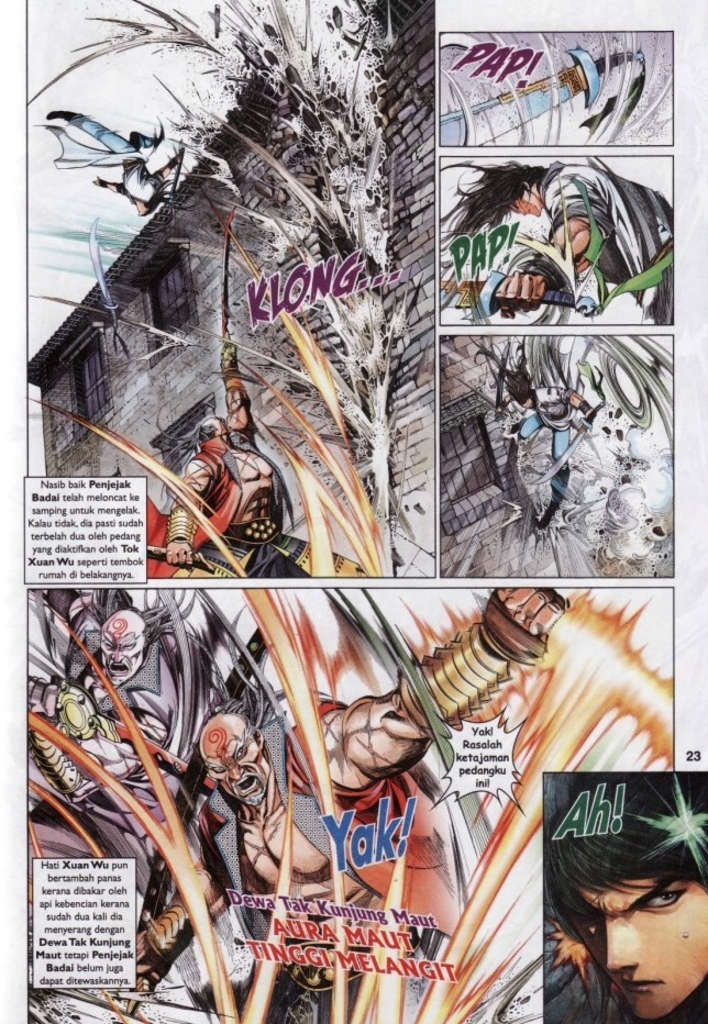 KLONG...
Nasib baik Penjejak
Badai telah meloncat ke
samping untuk mengelak.
Kalau tidak, dia pasti sudah
terbelah dua oleh pedang
yang diaktifkan oleh Tok
Xuan Wu seperti tembok
rumah di belakangnya.
PAP!
PAP!
Yak!
Rasalah
ketajaman
pedangku
ini!
Yak!
Hati Xuan Wu pun
bertambah panas
kerana dibakar oleh
api kebencian kerana
sudah dua kali dia
menyerang dengan
Dewa Tak Kunjung
Maut tetapi Penjejak
Badai belum juga
dapat ditewaskannya.
Dewa Tak Kunjung Maut
AURA MAUT
TINGGI MELANGIT
23
Ah!